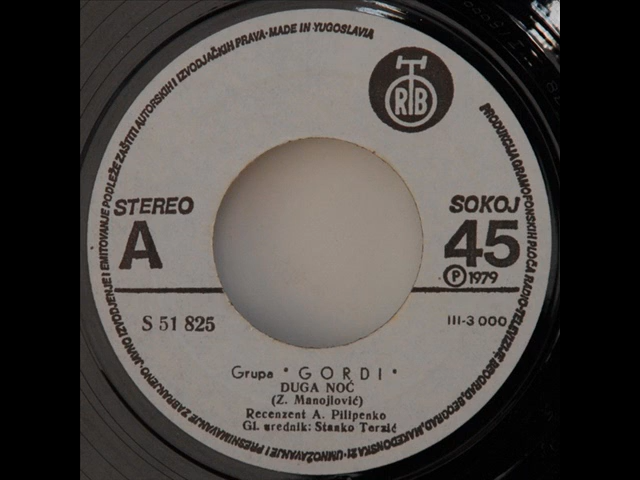 JAVNO IZVODJENJE I EMITOVANJE PODLEŽE ZAŠTITI AUTORSKIH I IZVODJAČKIH PRAVA · MADE IN YUGOSLAVIA
RTB
STEREO
A
SOKOJ
45
P 1979
S 51 825
III-3 000
Grupa "GORDI"
DUGA NOĆ
(Z. Manojlović)
Recenzent A. Pilipenko
Gl. urednik: Stanko Terzić
PRODUKCIJA GRAMOFONSKIH PLOČA RADIO-TELEVIZIJE BEOGRAD, BEOGRAD, MAKEDONSKA 21 · UMNOŽAVANJE I PRESNIMAVANJE ZABRANJENO ·